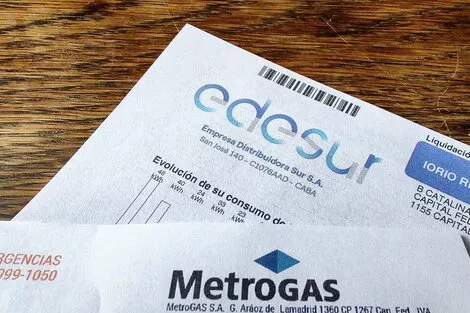 edesur
Empresa Distribuidora Sur S.A.
San José 140 - C1076AAD - CABA
Liquidación
IORIO R
B CATALINA
CAPITAL FEDE
1155 CAPITAL
Evolución de su consumo de
48 40 24 33 23
kWh kWh kWh kWh kWh
RGENCIAS
999-1050
MetroGAS
MetroGAS S.A. G. Aráoz de Lamadrid 1360 CP 1267 Cap. Fed. IVA